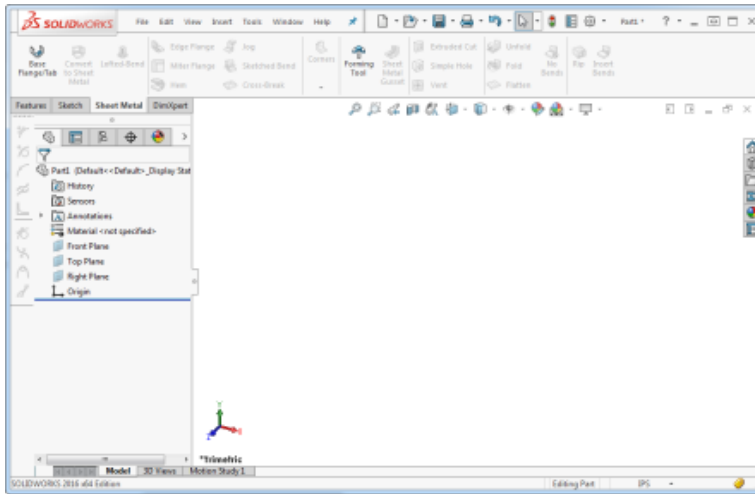 SOLIDWORKS File Edit View Insert Tools Window Help Part1 ?
Base Flange/Tab
Convert to Sheet Metal
Lofted-Bend
Edge Flange
Miter Flange
Hem
Jog
Sketched Bend
Cross-Break
Corners
Forming Tool
Sheet Metal Gusset
Extruded Cut
Simple Hole
Vent
Unfold
Fold
Flatten
No Bends
Rip
Insert Bends
Features Sketch Sheet Metal DimXpert
Part1 (Default<<Default>_Display Stat
History
Sensors
Annotations
Material <not specified>
Front Plane
Top Plane
Right Plane
Origin
*Trimetric
Model 3D Views Motion Study 1
SOLIDWORKS 2016 x64 Edition Editing Part IPS